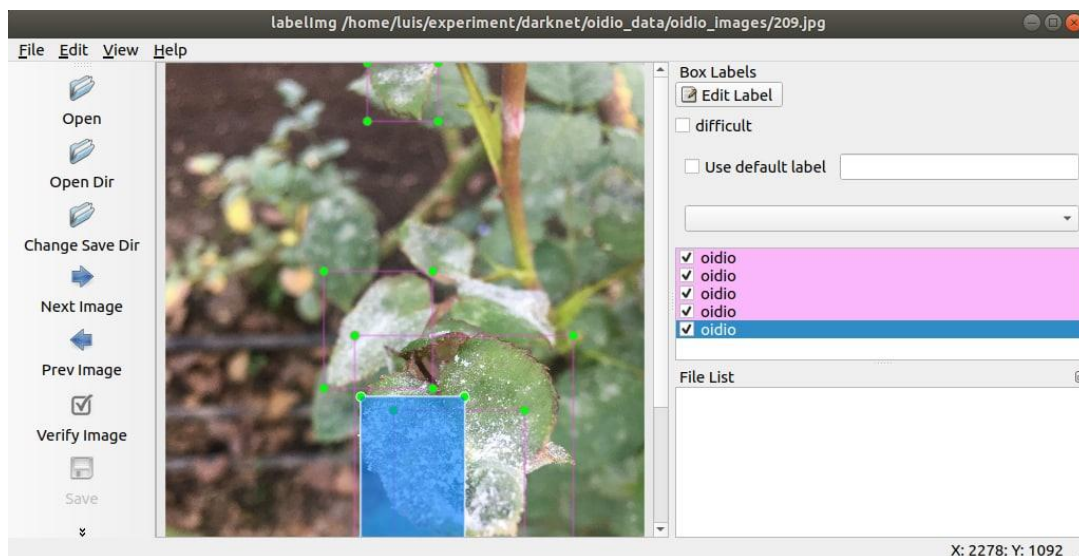 labelImg /home/luis/experiment/darknet/oidio_data/oidio_images/209.jpg
File Edit View Help
Open
Open Dir
Change Save Dir
Next Image
Prev Image
Verify Image
Save
Box Labels
Edit Label
difficult
Use default label
oidio
oidio
oidio
oidio
oidio
File List
X: 2278; Y: 1092